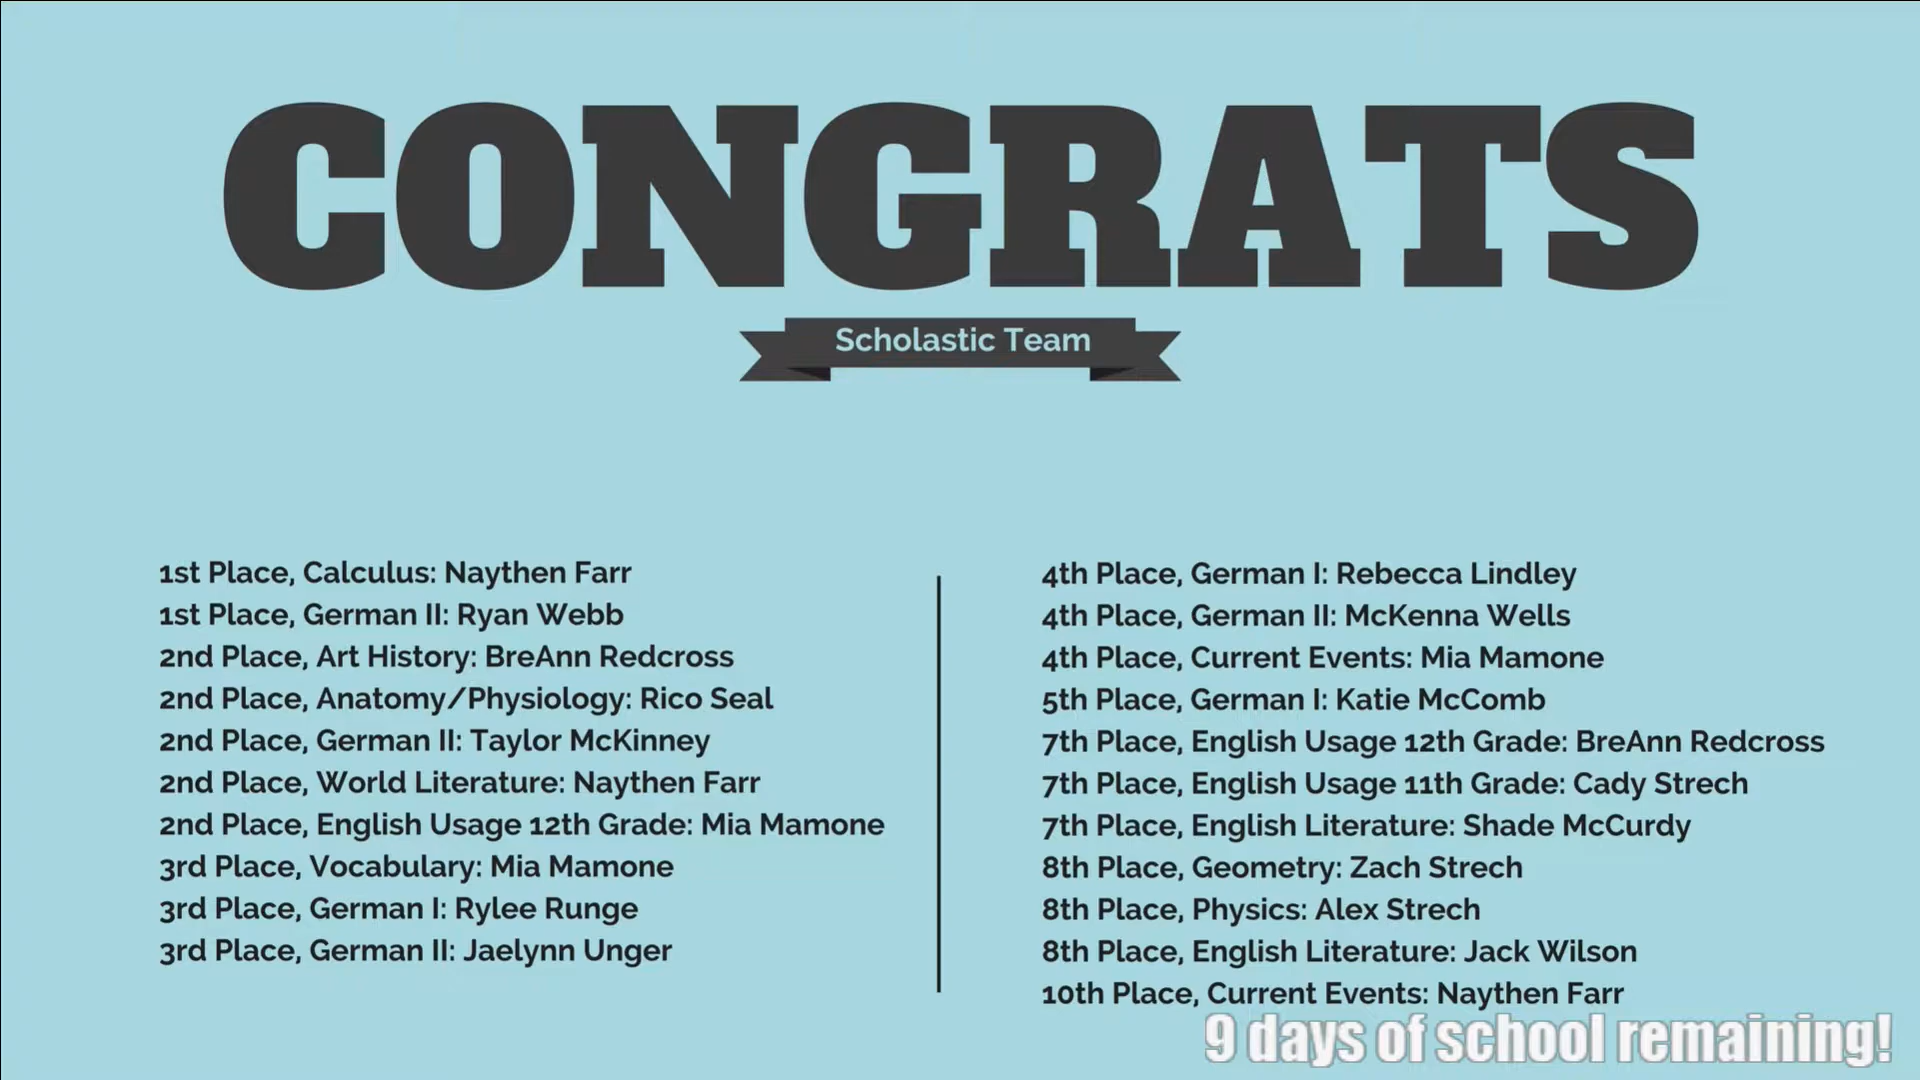 CONGRATS
Scholastic Team
1st Place, Calculus: Naythen Farr
1st Place, German II: Ryan Webb
2nd Place, Art History: BreAnn Redcross
2nd Place, Anatomy/Physiology: Rico Seal
2nd Place, German II: Taylor McKinney
2nd Place, World Literature: Naythen Farr
2nd Place, English Usage 12th Grade: Mia Mamone
3rd Place, Vocabulary: Mia Mamone
3rd Place, German I: Rylee Runge
3rd Place, German II: Jaelynn Unger
4th Place, German I: Rebecca Lindley
4th Place, German II: McKenna Wells
4th Place, Current Events: Mia Mamone
5th Place, German I: Katie McComb
7th Place, English Usage 12th Grade: BreAnn Redcross
7th Place, English Usage 11th Grade: Cady Strech
7th Place, English Literature: Shade McCurdy
8th Place, Geometry: Zach Strech
8th Place, Physics: Alex Strech
8th Place, English Literature: Jack Wilson
10th Place, Current Events: Naythen Farr
9 days of school remaining!